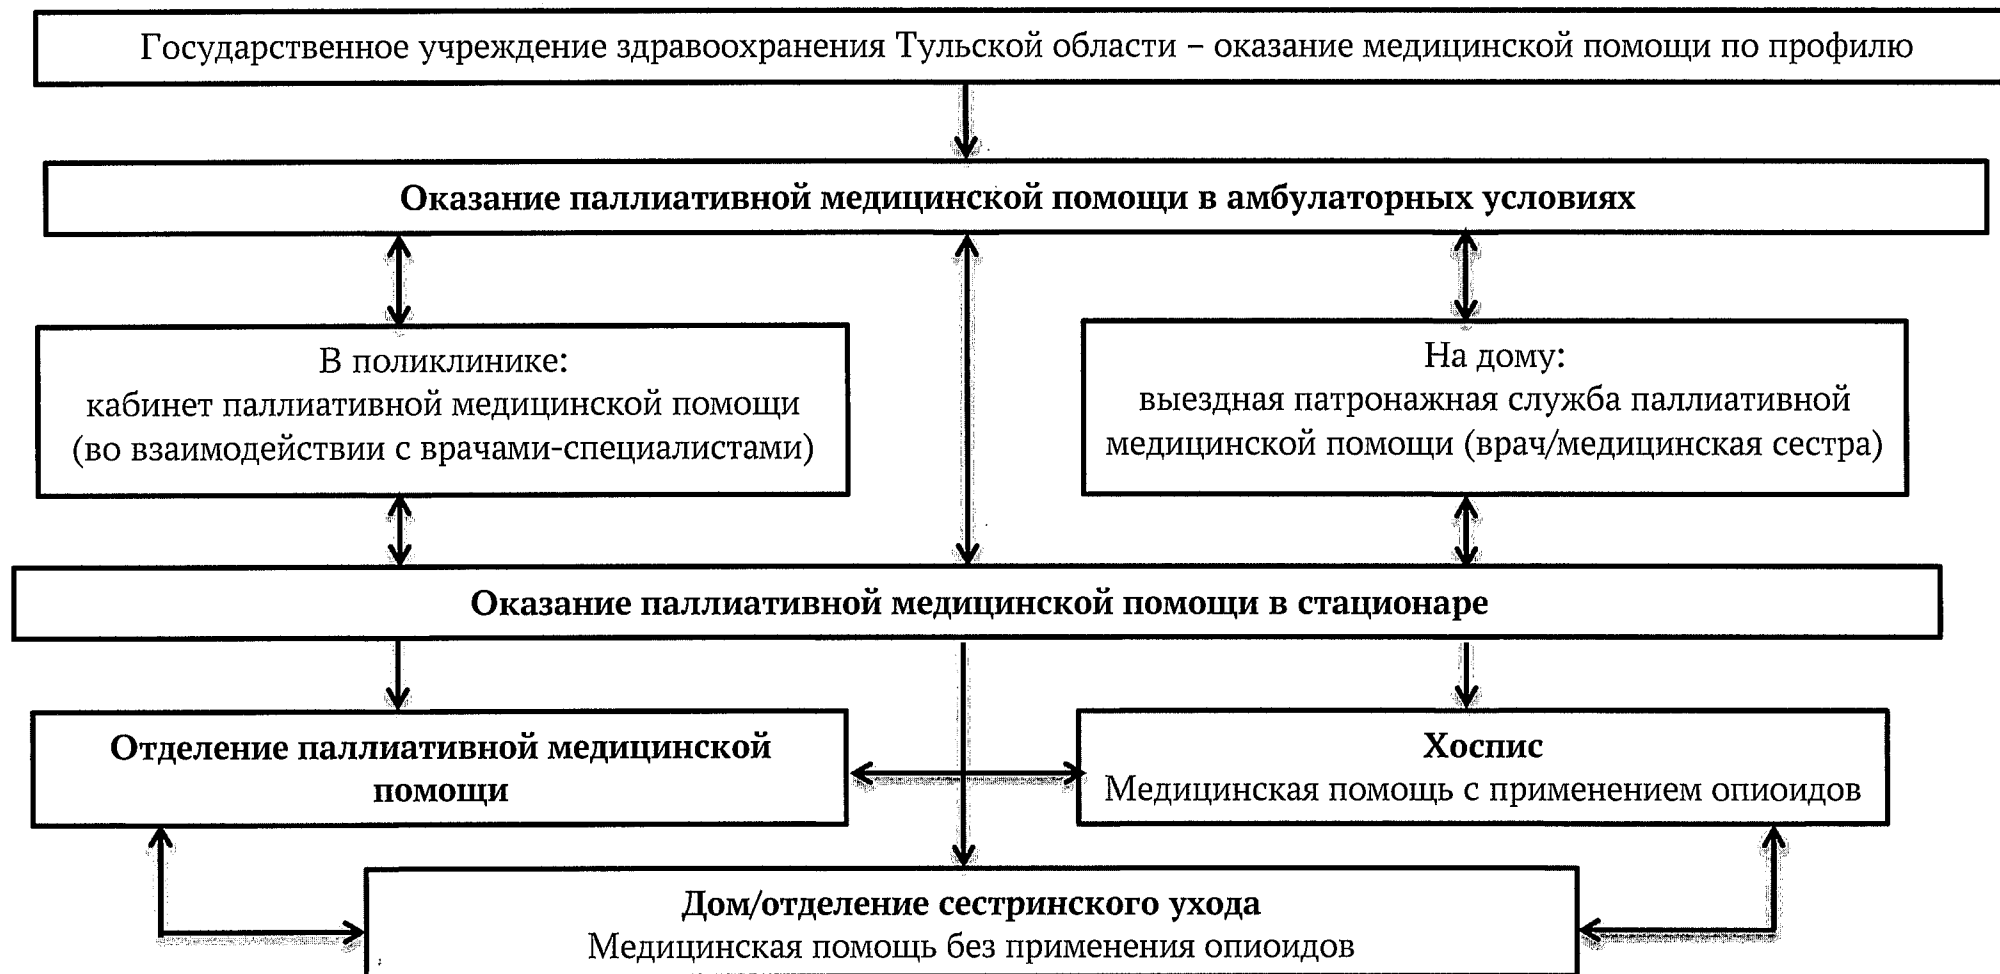 Государственное учреждение здравоохранения Тульской области – оказание медицинской помощи по профилю
Оказание паллиативной медицинской помощи в амбулаторных условиях
В поликлинике:
кабинет паллиативной медицинской помощи
(во взаимодействии с врачами-специалистами)
На дому:
выездная патронажная служба паллиативной
медицинской помощи (врач/медицинская сестра)
Оказание паллиативной медицинской помощи в стационаре
Отделение паллиативной медицинской
помощи
Хоспис
Медицинская помощь с применением опиоидов
Дом/отделение сестринского ухода
Медицинская помощь без применения опиоидов